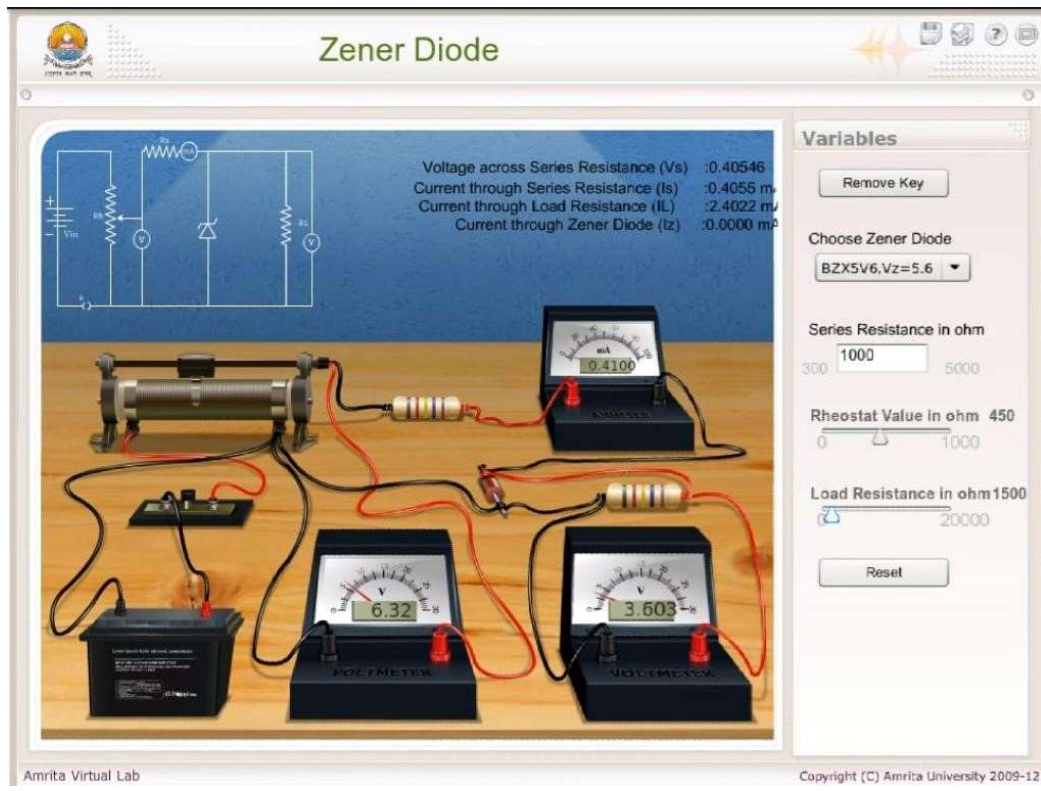 Zener Diode
Voltage across Series Resistance (Vs) :0.40546
Current through Series Resistance (Is) :0.4055 mA
Current through Load Resistance (IL) :2.4022 mA
Current through Zener Diode (Iz) :0.0000 mA
Rs
mA
Rh
Vin
V
RL
V
Variables
Remove Key
Choose Zener Diode
BZX5V6,Vz=5.6
Series Resistance in ohm
300 1000 5000
Rheostat Value in ohm 450
0 1000
Load Resistance in ohm1500
0 20000
Reset
mA
0.4100
AMMETER
V
6.32
VOLTMETER
V
3.603
VOLTMETER
Amrita Virtual Lab
Copyright (C) Amrita University 2009-12